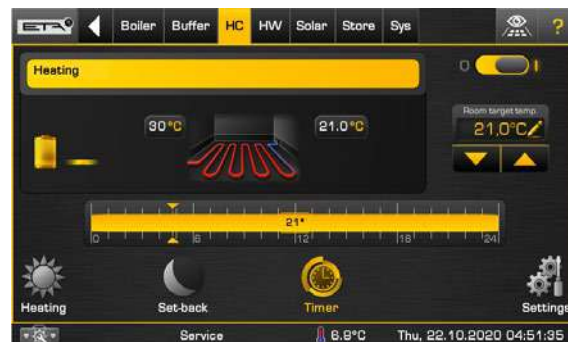 ETA Boiler Buffer HC HW Solar Store Sys ?
Heating O I
Room target temp.
30°C 21.0°C 21,0°C
21°
0 6 12 18 24
Heating Set-back Timer Settings
Service 6.9°C Thu, 22.10.2020 04:51:35